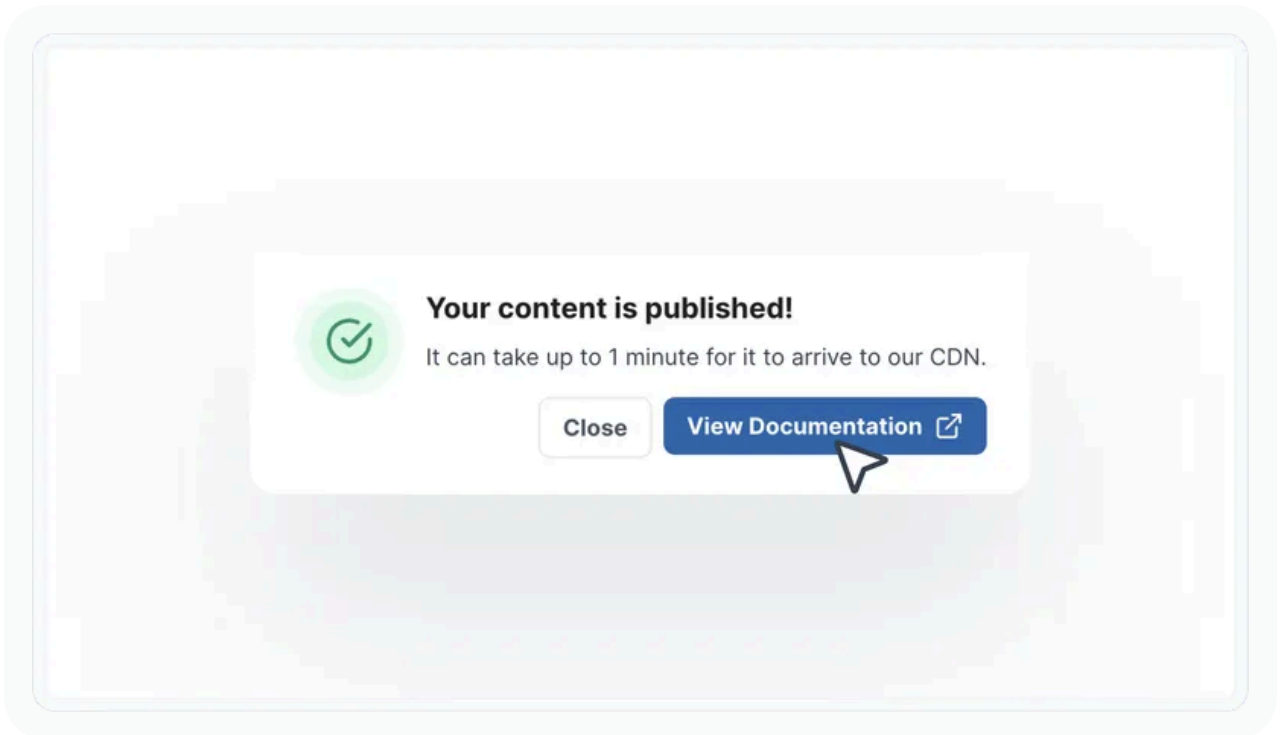 Your content is published!
It can take up to 1 minute for it to arrive to our CDN.
Close
View Documentation